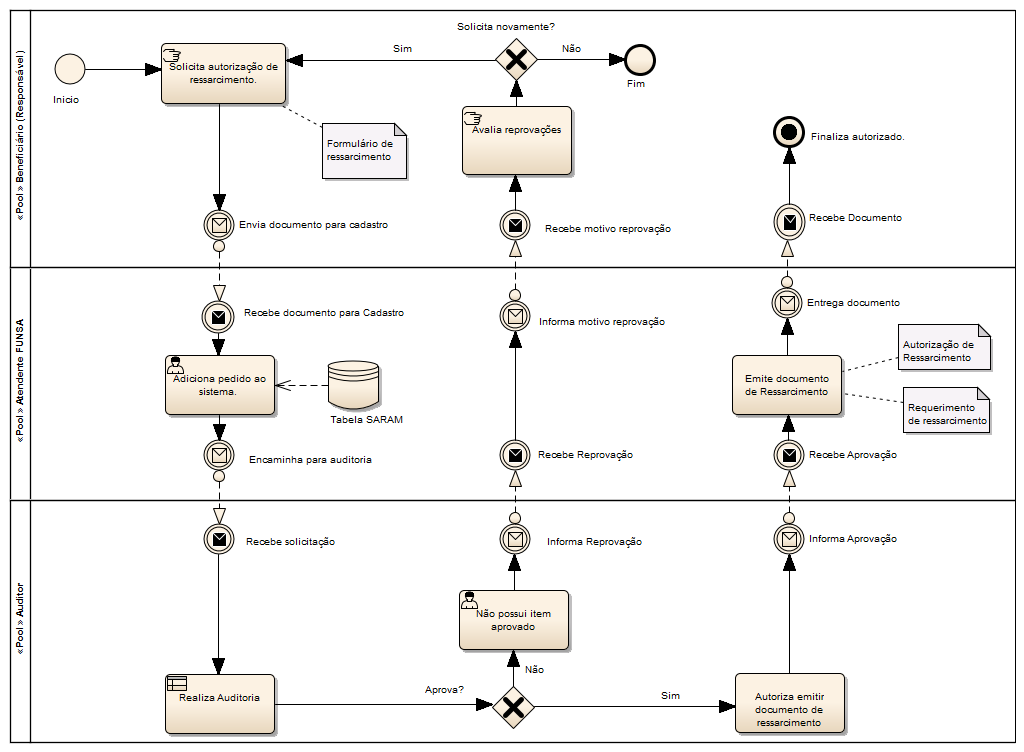 «Pool» Beneficiário (Responsável)
Inicio
Solicita autorização de
ressarcimento.
Sim
Solicita novamente?
Não
Fim
Formulário de
ressarcimento
Avalia reprovações
Finaliza autorizado.
Envia documento para cadastro
Recebe motivo reprovação
Recebe Documento
«Pool» Atendente FUNSA
Recebe documento para Cadastro
Informa motivo reprovação
Entrega documento
Adiciona pedido ao
sistema.
Tabela SARAM
Emite documento
de Ressarcimento
Autorização de
Ressarcimento
Requerimento
de ressarcimento
Encaminha para auditoria
Recebe Reprovação
Recebe Aprovação
«Pool» Auditor
Recebe solicitação
Informa Reprovação
Informa Aprovação
Não possui item
aprovado
Não
Realiza Auditoria
Aprova?
Sim
Autoriza emitir
documento de
ressarcimento